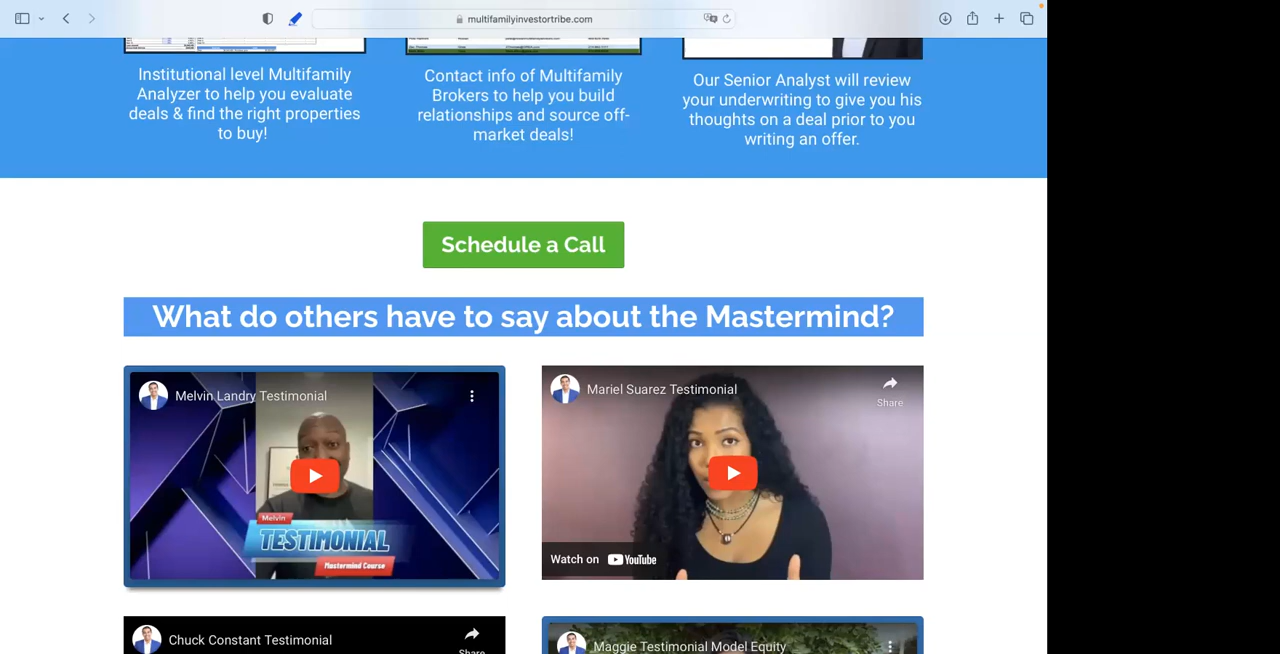 multifamilyinvestortribe.com
Institutional level Multifamily
Analyzer to help you evaluate
deals & find the right properties
to buy!
Contact info of Multifamily
Brokers to help you build
relationships and source off-
market deals!
Our Senior Analyst will review
your underwriting to give you his
thoughts on a deal prior to you
writing an offer.
Schedule a Call
What do others have to say about the Mastermind?
Melvin Landry Testimonial
Melvin
TESTIMONIAL
Mastermind Course
Mariel Suarez Testimonial
Share
Watch on YouTube
Chuck Constant Testimonial
Share
Maggie Testimonial Model Equity